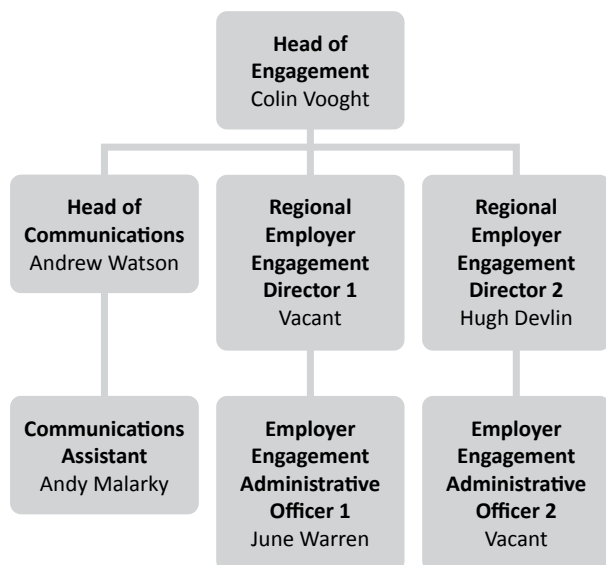 Head of
Engagement
Colin Vooght
Head of
Communications
Andrew Watson
Regional
Employer
Engagement
Director 1
Vacant
Regional
Employer
Engagement
Director 2
Hugh Devlin
Communications
Assistant
Andy Malarky
Employer
Engagement
Administrative
Officer 1
June Warren
Employer
Engagement
Administrative
Officer 2
Vacant